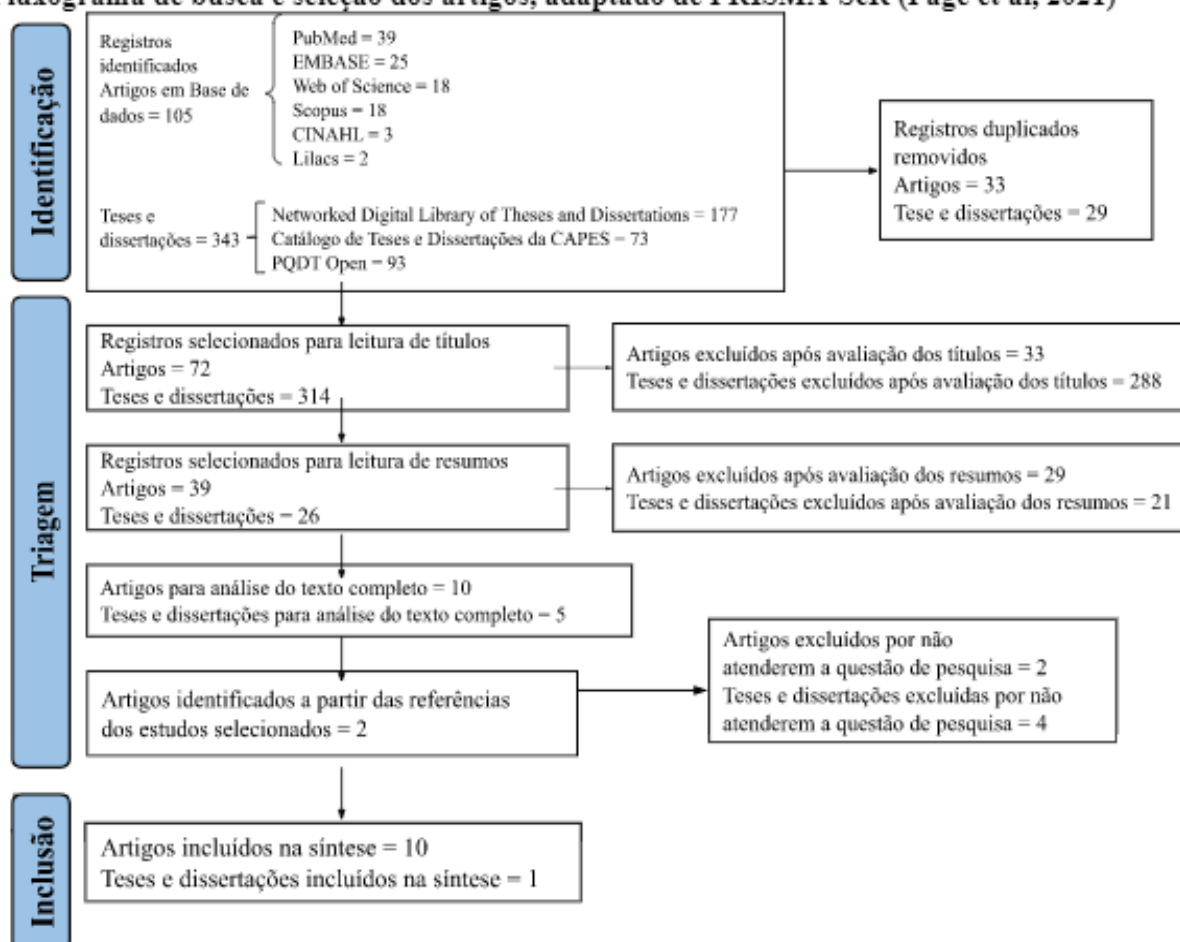 Fluxograma de busca e seleção dos artigos, adaptado de PRISMA-ScR (Page et al, 2021)
Identificação
Registros
identificados
Artigos em Base de
dados = 105
PubMed = 39
EMBASE = 25
Web of Science = 18
Scopus = 18
CINAHL = 3
Lilacs = 2
Teses e
dissertações = 343
Networked Digital Library of Theses and Dissertations = 177
Catálogo de Teses e Dissertações da CAPES = 73
PQDT Open = 93
Registros duplicados
removidos
Artigos = 33
Tese e dissertações = 29
Triagem
Registros selecionados para leitura de títulos
Artigos = 72
Teses e dissertações = 314
Artigos excluídos após avaliação dos títulos = 33
Teses e dissertações excluídos após avaliação dos títulos = 288
Registros selecionados para leitura de resumos
Artigos = 39
Teses e dissertações = 26
Artigos excluídos após avaliação dos resumos = 29
Teses e dissertações excluídos após avaliação dos resumos = 21
Artigos para análise do texto completo = 10
Teses e dissertações para análise do texto completo = 5
Artigos identificados a partir das referências
dos estudos selecionados = 2
Artigos excluídos por não
atenderem a questão de pesquisa = 2
Teses e dissertações excluídas por não
atenderem a questão de pesquisa = 4
Inclusão
Artigos incluídos na síntese = 10
Teses e dissertações incluídos na síntese = 1